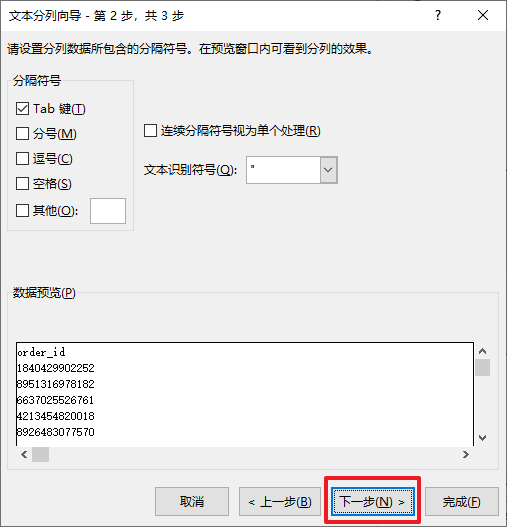 文本分列向导 - 第 2 步，共 3 步
请设置分列数据所包含的分隔符号。在预览窗口内可看到分列的效果。
分隔符号
Tab 键(T)
分号(M)
逗号(C)
空格(S)
其他(O):
连续分隔符号视为单个处理(R)
文本识别符号(Q): "
数据预览(P)
order_id
1840429902252
8951316978182
6637025526761
4213454820018
8926483077570
取消
< 上一步(B)
下一步(N) >
完成(F)